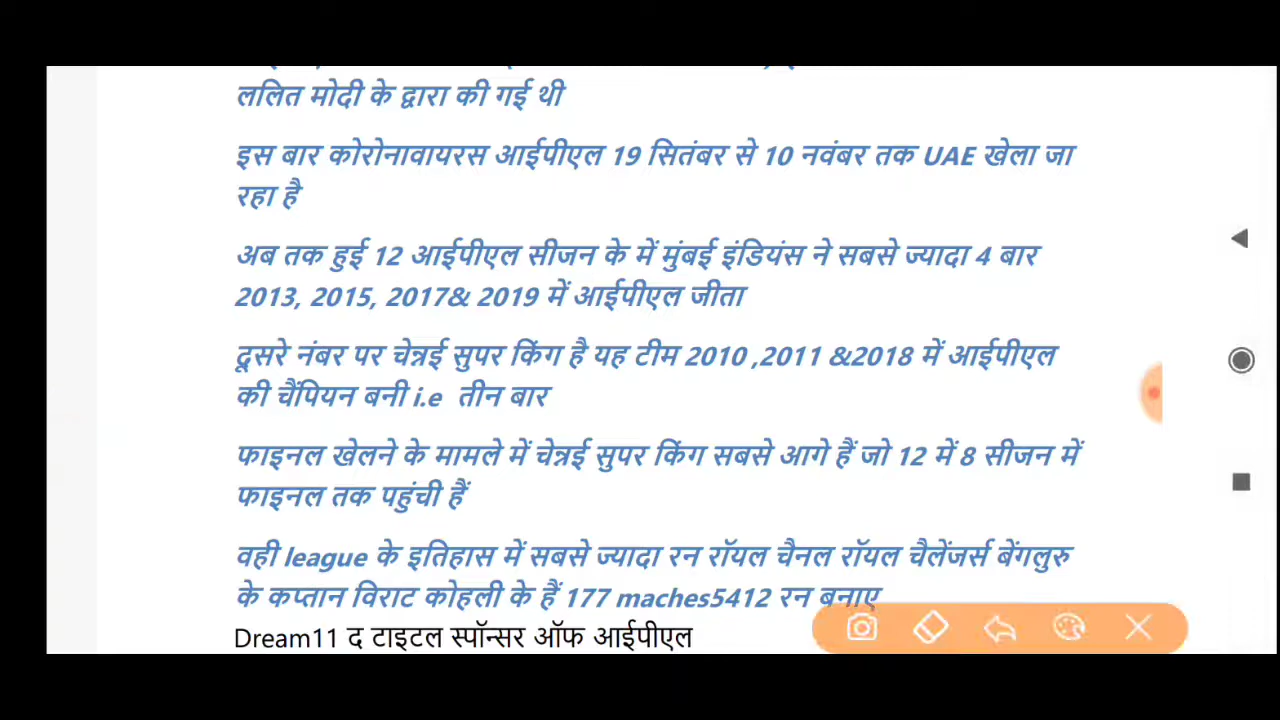 ललित मोदी के द्वारा की गई थी
इस बार कोरोनावायरस आईपीएल 19 सितंबर से 10 नवंबर तक UAE खेला जा
रहा है
अब तक हुई 12 आईपीएल सीजन के में मुंबई इंडियंस ने सबसे ज्यादा 4 बार
2013, 2015, 2017& 2019 में आईपीएल जीता
दूसरे नंबर पर चेन्नई सुपर किंग है यह टीम 2010 ,2011 &2018 में आईपीएल
की चैंपियन बनी i.e तीन बार
फाइनल खेलने के मामले में चेन्नई सुपर किंग सबसे आगे हैं जो 12 में 8 सीजन में
फाइनल तक पहुंची हैं
वही league के इतिहास में सबसे ज्यादा रन रॉयल चैनल रॉयल चैलेंजर्स बेंगलुरु
के कप्तान विराट कोहली के हैं 177 maches5412 रन बनाए
Dream11 द टाइटल स्पॉन्सर ऑफ आईपीएल